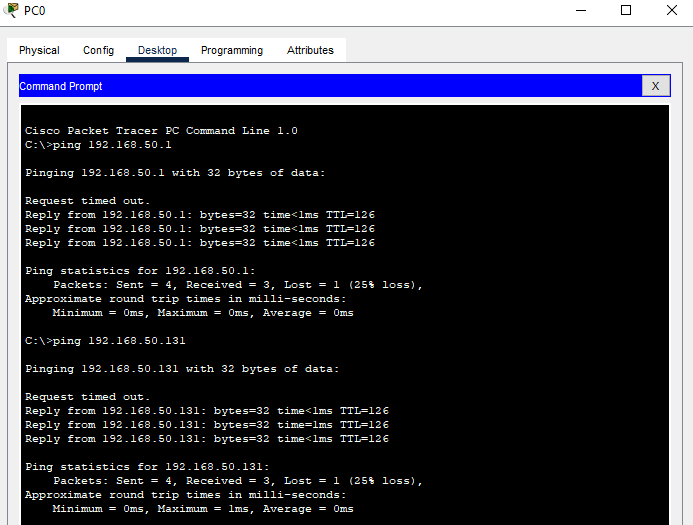 PC0
Physical Config Desktop Programming Attributes
Command Prompt X
Cisco Packet Tracer PC Command Line 1.0
C:\>ping 192.168.50.1
Pinging 192.168.50.1 with 32 bytes of data:
Request timed out.
Reply from 192.168.50.1: bytes=32 time<1ms TTL=126
Reply from 192.168.50.1: bytes=32 time<1ms TTL=126
Reply from 192.168.50.1: bytes=32 time<1ms TTL=126
Ping statistics for 192.168.50.1:
Packets: Sent = 4, Received = 3, Lost = 1 (25% loss),
Approximate round trip times in milli-seconds:
Minimum = 0ms, Maximum = 0ms, Average = 0ms
C:\>ping 192.168.50.131
Pinging 192.168.50.131 with 32 bytes of data:
Request timed out.
Reply from 192.168.50.131: bytes=32 time<1ms TTL=126
Reply from 192.168.50.131: bytes=32 time=1ms TTL=126
Reply from 192.168.50.131: bytes=32 time<1ms TTL=126
Ping statistics for 192.168.50.131:
Packets: Sent = 4, Received = 3, Lost = 1 (25% loss),
Approximate round trip times in milli-seconds:
Minimum = 0ms, Maximum = 1ms, Average = 0ms